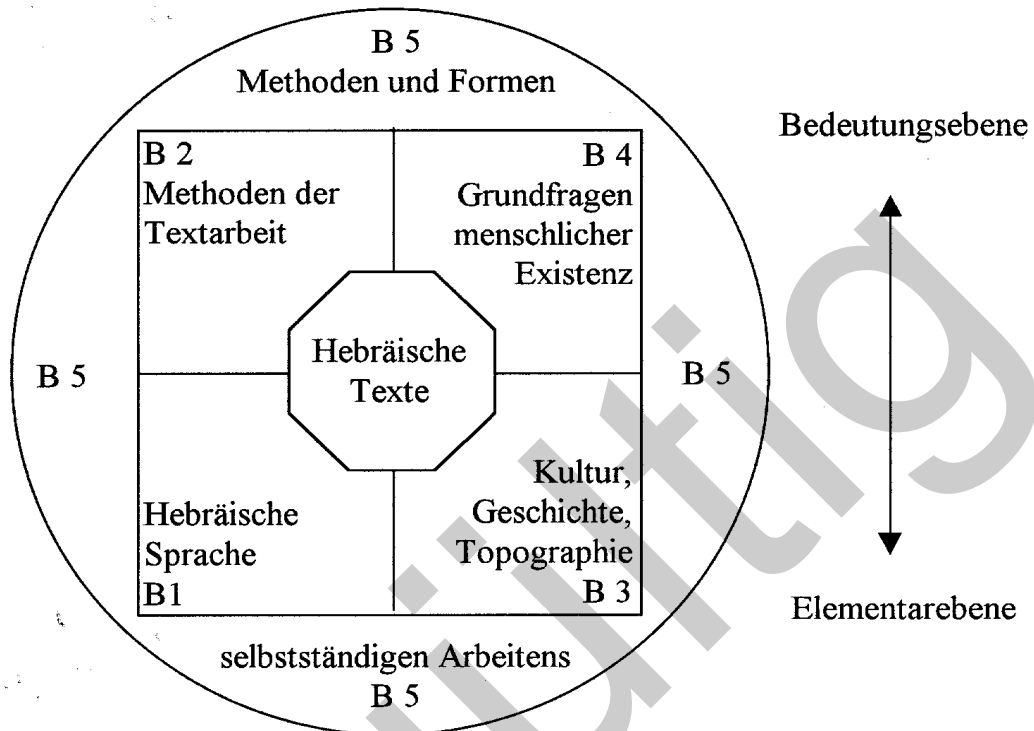 B 5
Methoden und Formen
Bedeutungsebene
B 2
Methoden der
Textarbeit
B 4
Grundfragen
menschlicher
Existenz
Hebräische
Texte
B 5
B 5
Hebräische
Sprache
B1
Kultur,
Geschichte,
Topographie
B 3
Elementarebene
selbstständigen Arbeitens
B 5
ültig